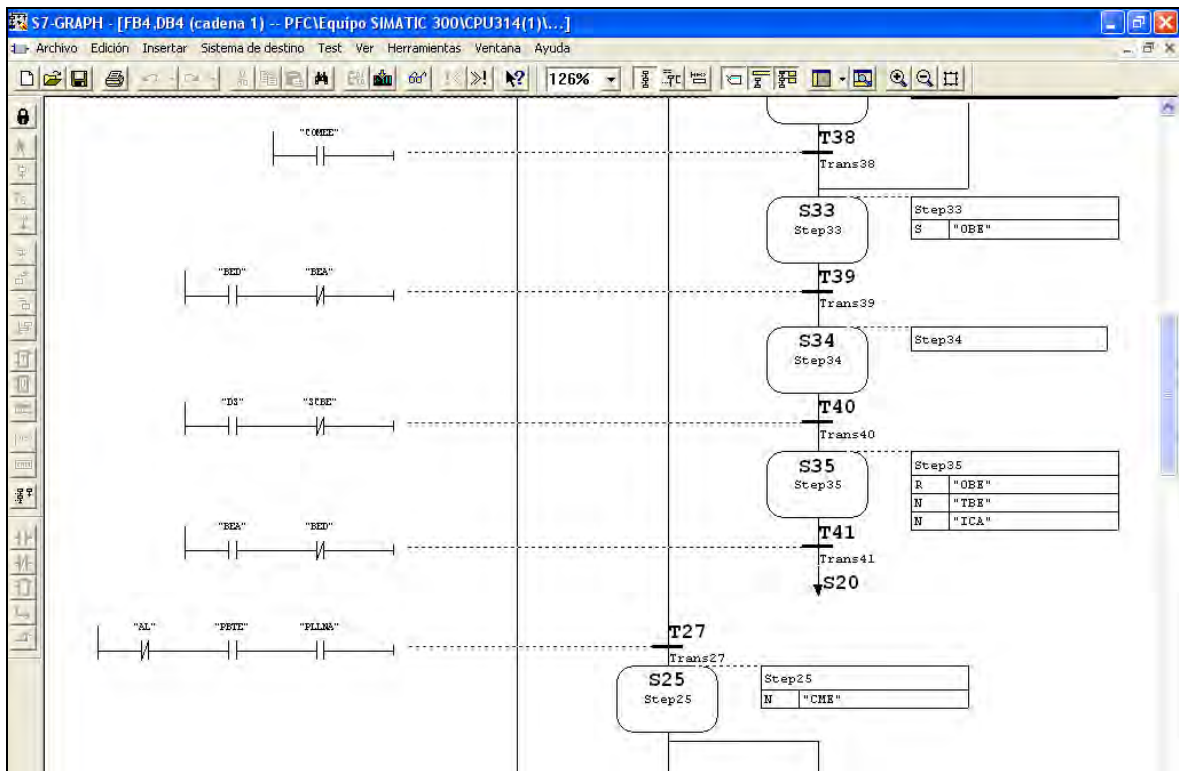 S7-GRAPH - [FB4,DB4 (cadena 1) -- PFC\Equipo SIMATIC 300\CPU314(1)\...]
Archivo Edición Insertar Sistema de destino Test Ver Herramientas Ventana Ayuda
126%
"COMEE"
T38
Trans38
S33
Step33
Step33
S "OBE"
"BED" "BEA"
T39
Trans39
S34
Step34
Step34
"DS" "SCBE"
T40
Trans40
S35
Step35
Step35
R "OBE"
N "TBE"
N "ICA"
"BEA" "BED"
T41
Trans41
S20
"AL" "PBTE" "PLLNA"
T27
Trans27
S25
Step25
Step25
N "CME"